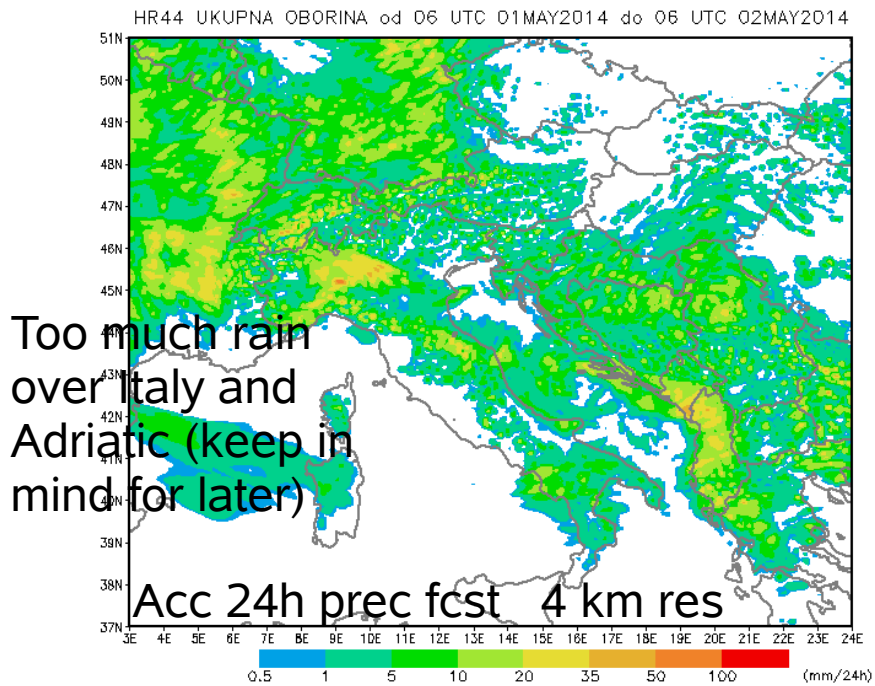 HR44 UKUPNA OBORINA od 06 UTC 01MAY2014 do 06 UTC 02MAY2014
51N
50N
49N
48N
47N
46N
45N
44N
43N
42N
41N
40N
39N
38N
37N
Too much rain
over Italy and
Adriatic (keep in
mind for later)
Acc 24h prec fcst 4 km res
3E 4E 5E 6E 7E 8E 9E 10E 11E 12E 13E 14E 15E 16E 17E 18E 19E 20E 21E 22E 23E 24E
0.5 1 5 10 20 35 50 100 (mm/24h)